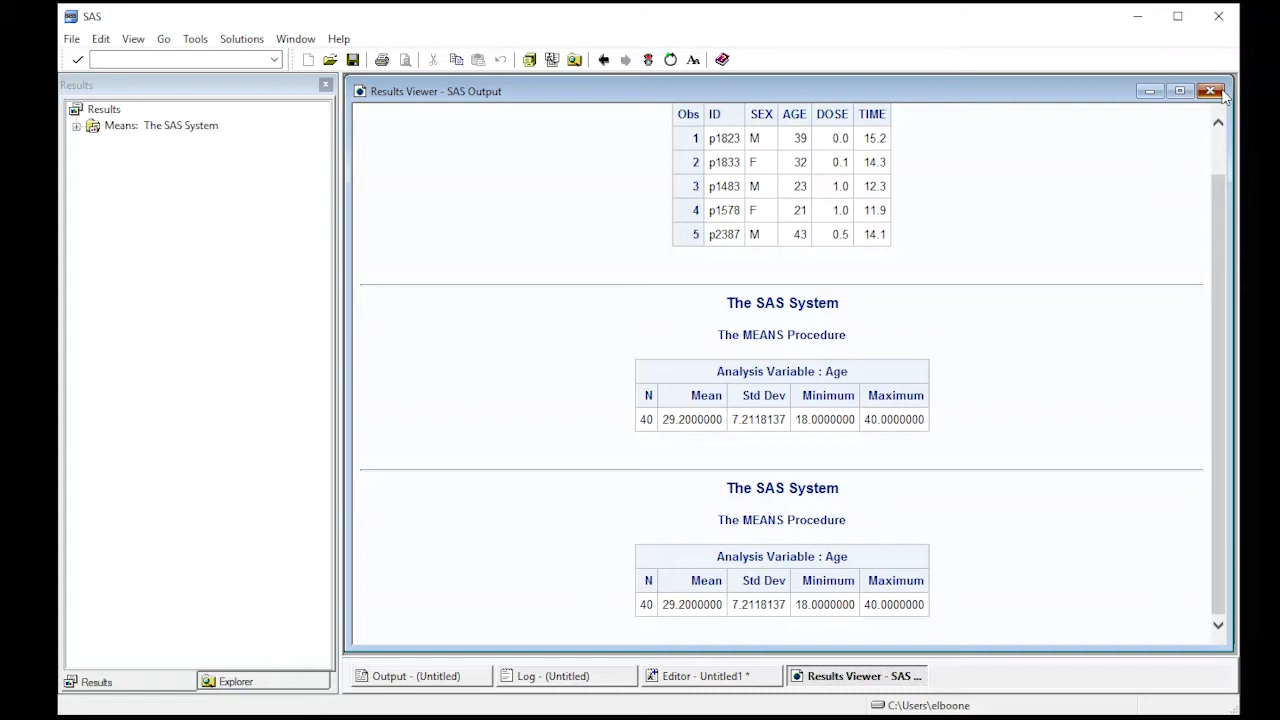 SAS
File Edit View Go Tools Solutions Window Help
Results
Results
Means: The SAS System
Results Viewer - SAS Output
Obs ID SEX AGE DOSE TIME
1 p1823 M 39 0.0 15.2
2 p1833 F 32 0.1 14.3
3 p1483 M 23 1.0 12.3
4 p1578 F 21 1.0 11.9
5 p2387 M 43 0.5 14.1
The SAS System
The MEANS Procedure
Analysis Variable : Age
N Mean Std Dev Minimum Maximum
40 29.2000000 7.2118137 18.0000000 40.0000000
The SAS System
The MEANS Procedure
Analysis Variable : Age
N Mean Std Dev Minimum Maximum
40 29.2000000 7.2118137 18.0000000 40.0000000
Results Explorer
Output - (Untitled) Log - (Untitled) Editor - Untitled1 * Results Viewer - SAS ...
C:\Users\elboone